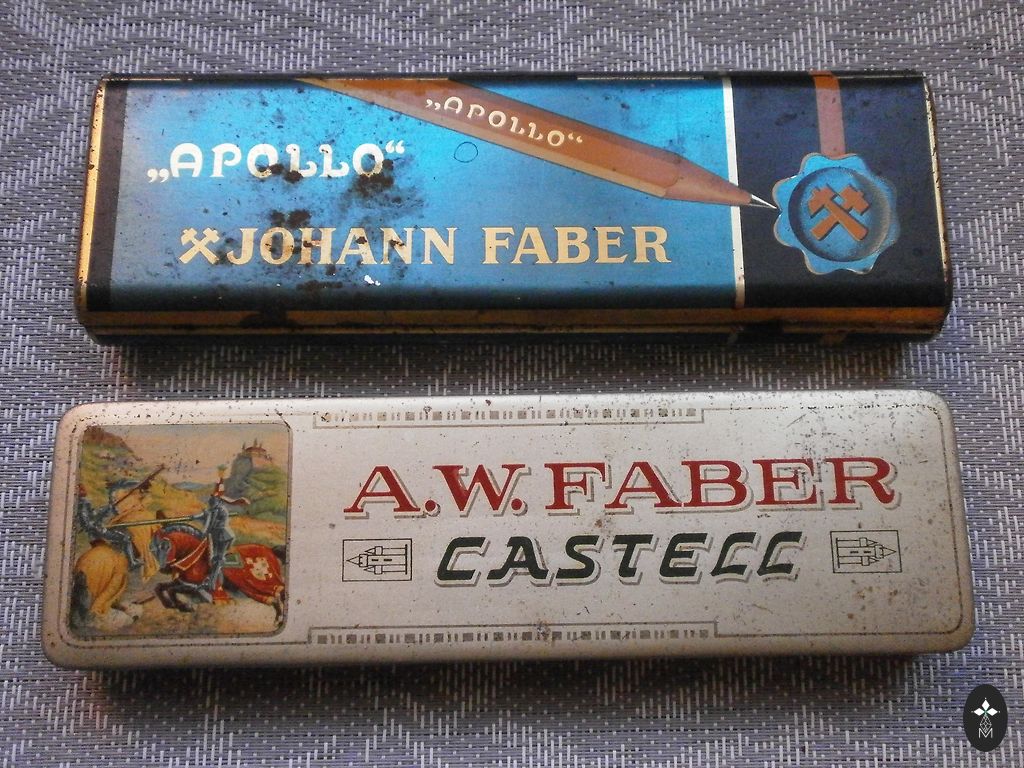 „APOLLO“
„APOLLO“
JOHANN FABER
A.W. FABER
CASTELL
M